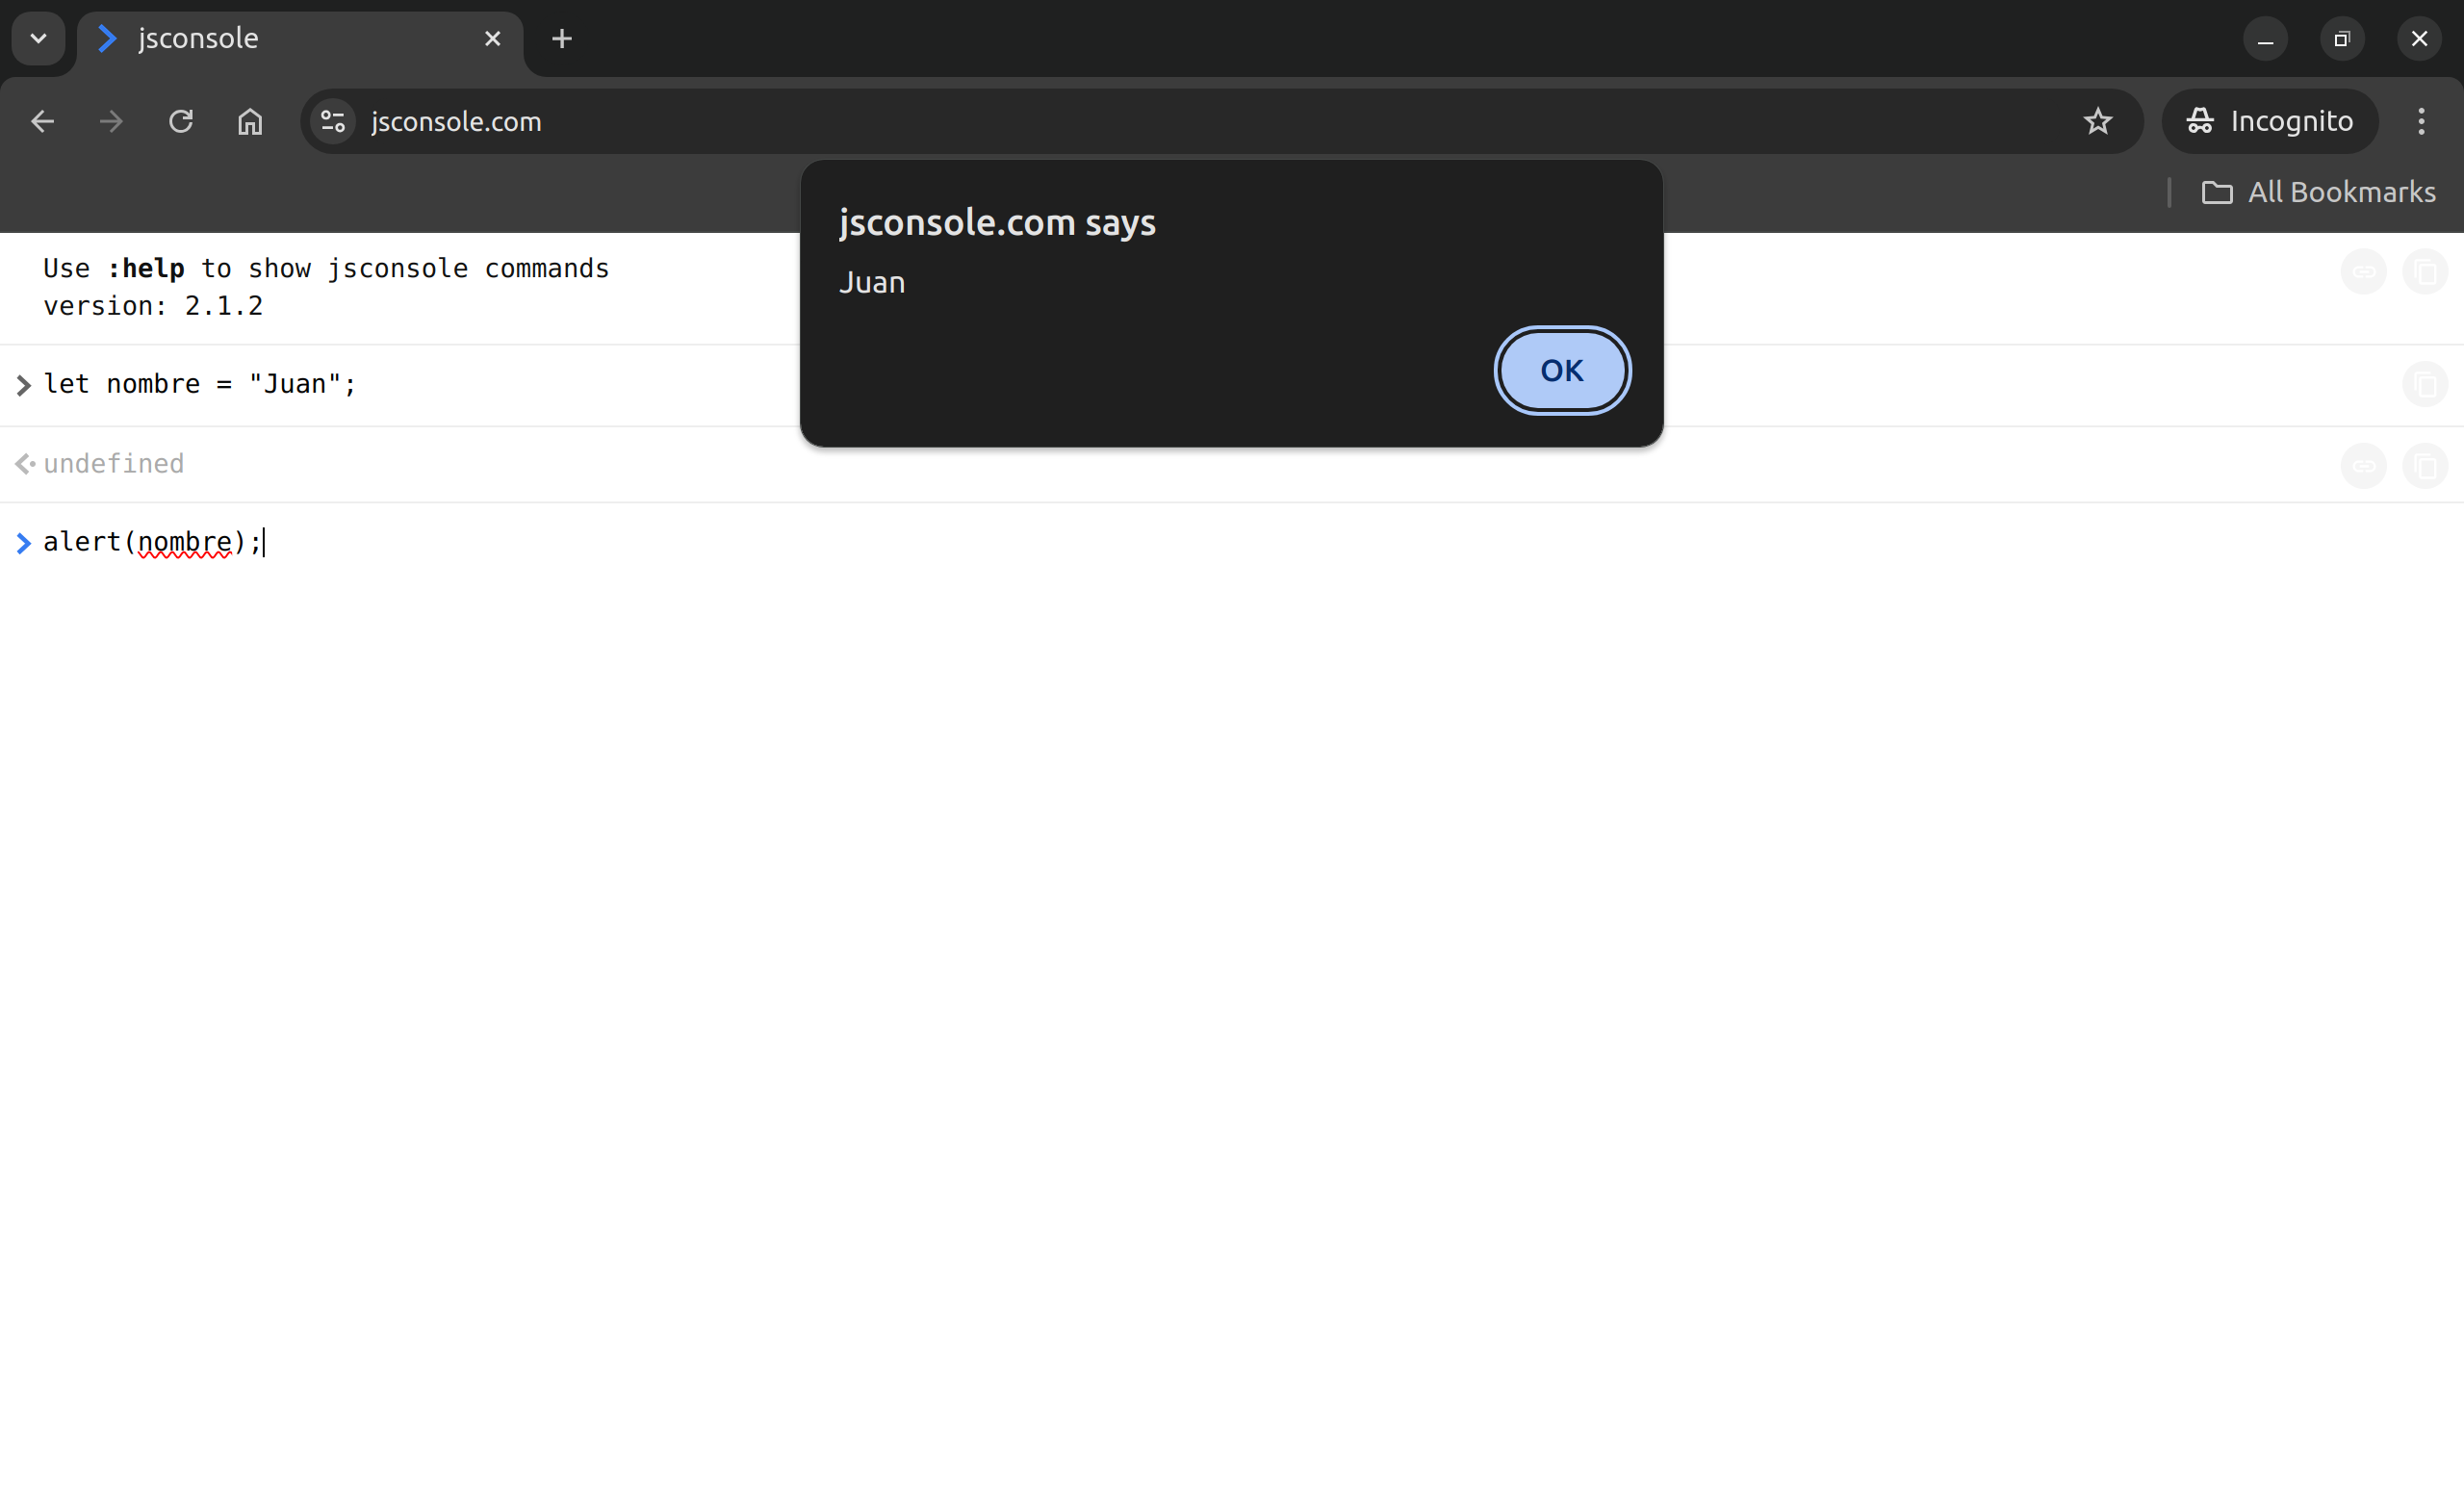 jsconsole
jsconsole.com
Incognito
All Bookmarks
jsconsole.com says
Juan
OK
Use :help to show jsconsole commands
version: 2.1.2
let nombre = "Juan";
undefined
alert(nombre);